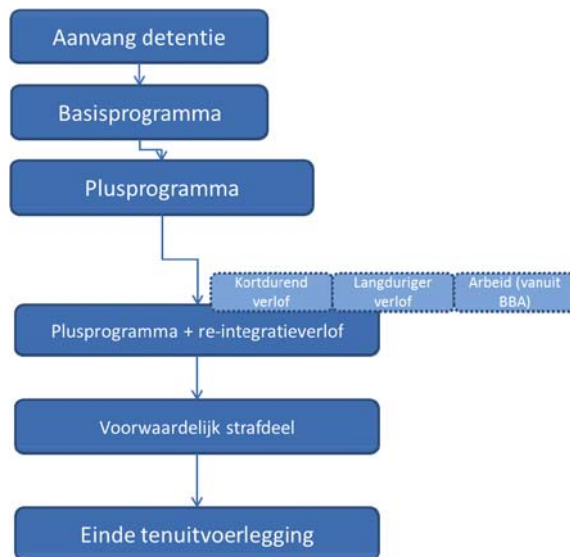 Aanvang detentie
Basisprogramma
Plusprogramma
Kortdurend
verlof
Langduriger
verlof
Arbeid (vanuit
BBA)
Plusprogramma + re-integratieverlof
Voorwaardelijk strafdeel
Einde tenuitvoerlegging